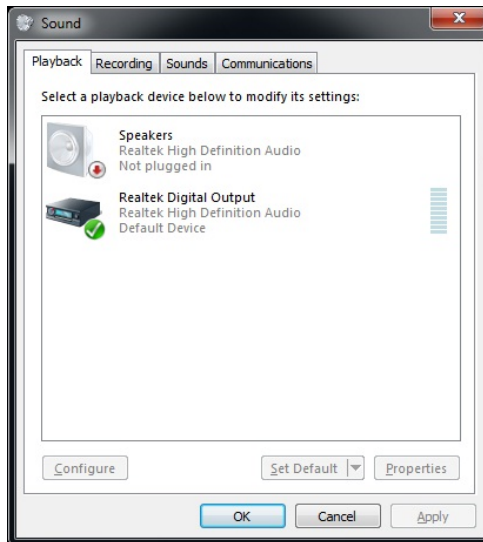 Sound
Playback Recording Sounds Communications
Select a playback device below to modify its settings:
Speakers
Realtek High Definition Audio
Not plugged in
Realtek Digital Output
Realtek High Definition Audio
Default Device
Configure Set Default Properties
OK Cancel Apply